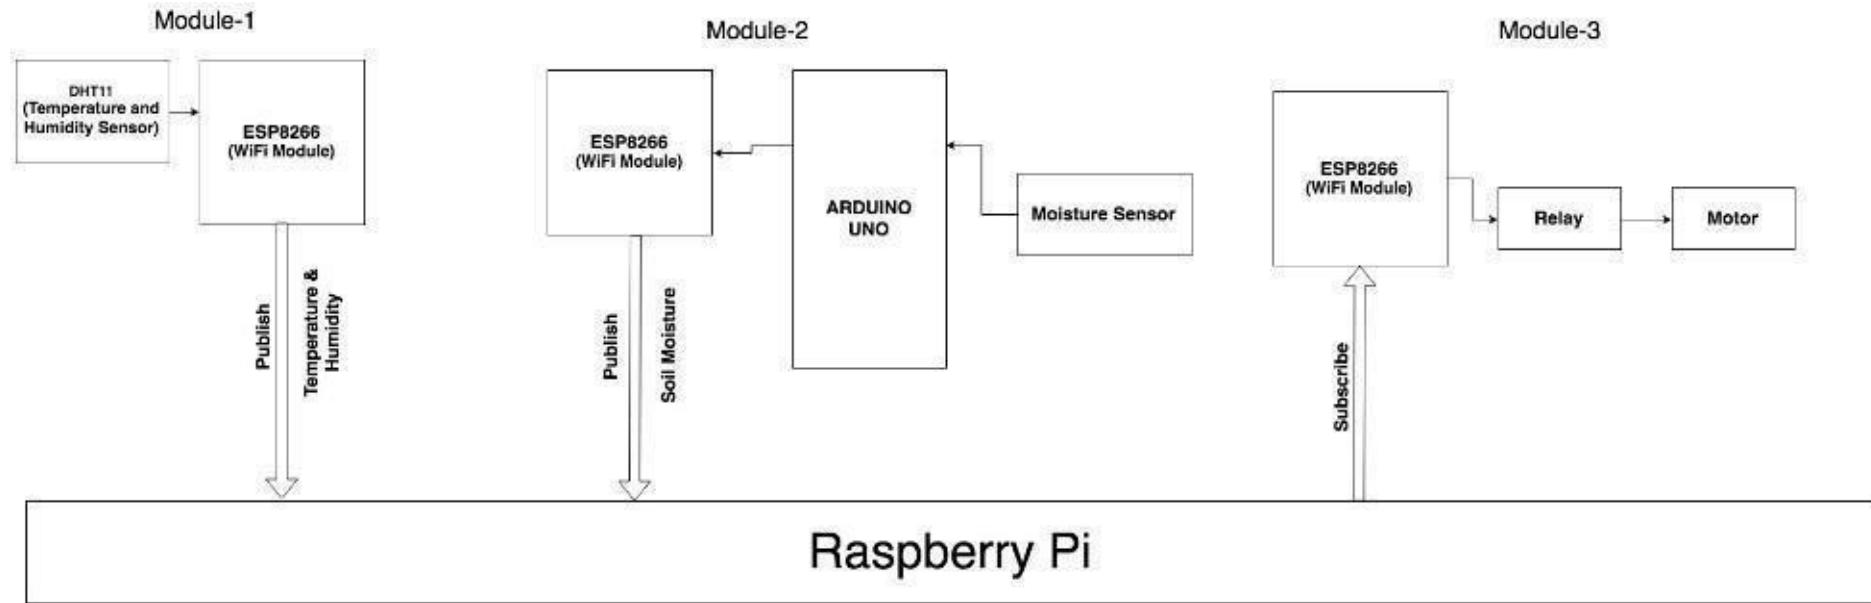 Module-1
DHT11
(Temperature and
Humidity Sensor)
ESP8266
(WiFi Module)
Publish
Temperature &
Humidity
Module-2
ESP8266
(WiFi Module)
ARDUINO
UNO
Moisture Sensor
Publish
Soil Moisture
Module-3
ESP8266
(WiFi Module)
Relay
Motor
Subscribe
Raspberry Pi